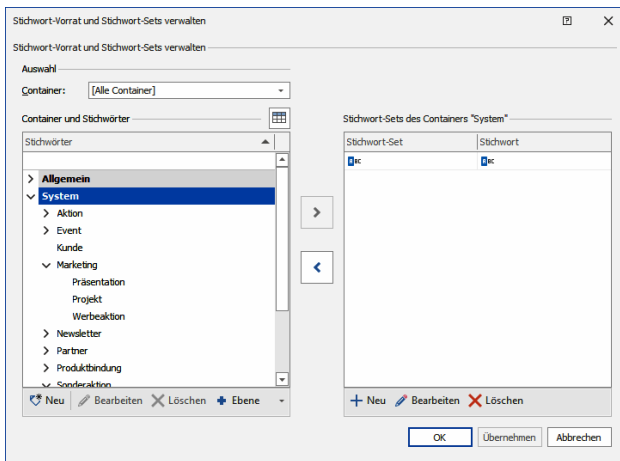 Stichwort-Vorrat und Stichwort-Sets verwalten
Stichwort-Vorrat und Stichwort-Sets verwalten
Auswahl
Container: [Alle Container]
Container und Stichwörter
Stichwörter
Allgemein
System
Aktion
Event
Kunde
Marketing
Präsentation
Projekt
Werbeaktion
Newsletter
Partner
Produktbindung
Sonderaktion
Neu Bearbeiten Löschen Ebene
Stichwort-Sets des Containers "System"
Stichwort-Set Stichwort
Neu Bearbeiten Löschen
OK Übernehmen Abbrechen